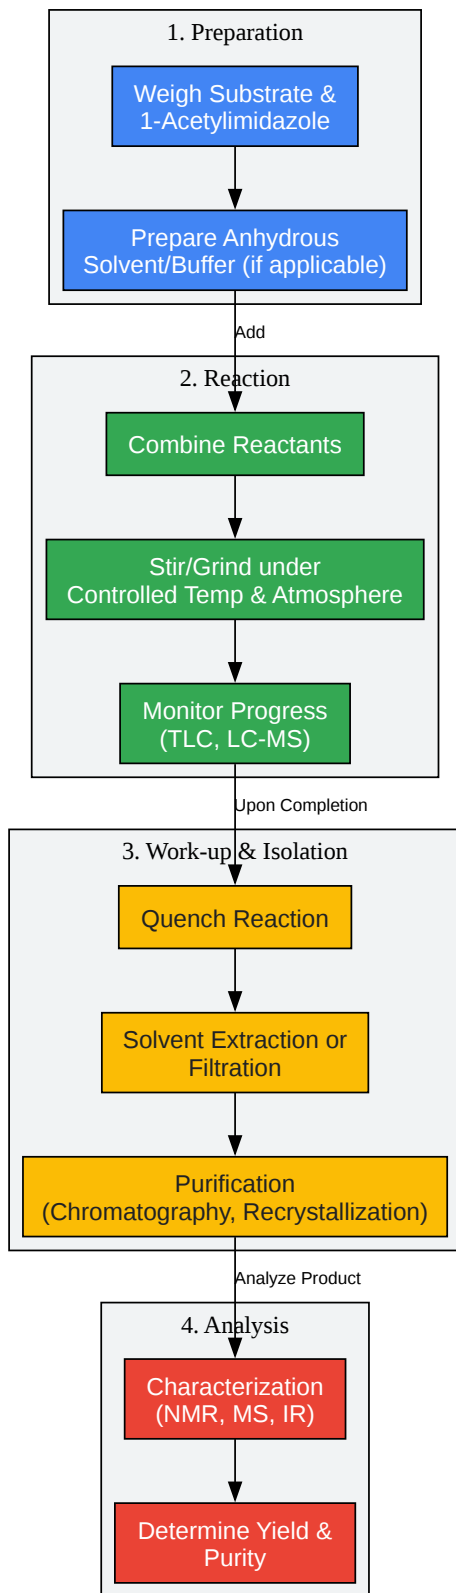 1. Preparation
Weigh Substrate &
1-Acetylimidazole
Prepare Anhydrous
Solvent/Buffer (if applicable)
Add
2. Reaction
Combine Reactants
Stir/Grind under
Controlled Temp & Atmosphere
Monitor Progress
(TLC, LC-MS)
Upon Completion
3. Work-up & Isolation
Quench Reaction
Solvent Extraction or
Filtration
Purification
(Chromatography, Recrystallization)
Analyze Product
4. Analysis
Characterization
(NMR, MS, IR)
Determine Yield &
Purity